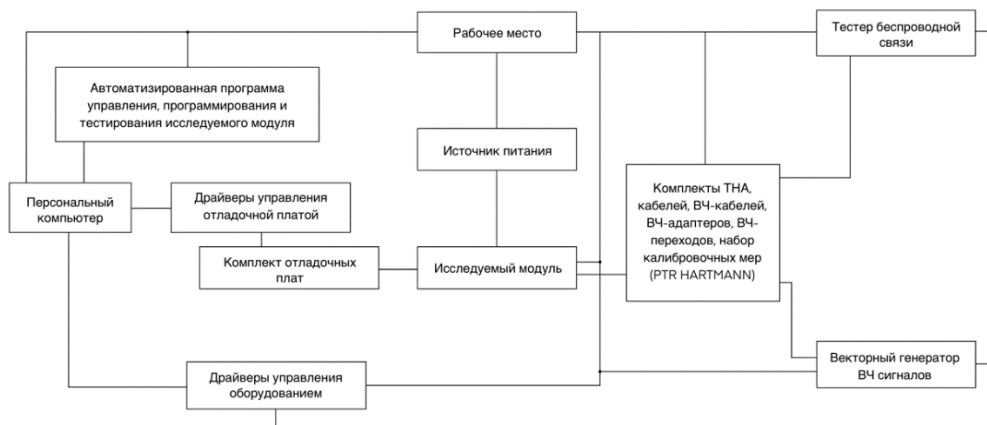 Рабочее место
Тестер беспроводной
связи
Автоматизированная программа
управления, программирования и
тестирования исследуемого модуля
Источник питания
Персональный
компьютер
Драйверы управления
отладочной платой
Комплекты ТНА,
кабелей, ВЧ-кабелей,
ВЧ-адаптеров, ВЧ-
переходов, набор
калибровочных мер
(PTR HARTMANN)
Комплект отладочных
плат
Исследуемый модуль
Векторный генератор
ВЧ сигналов
Драйверы управления
оборудованием